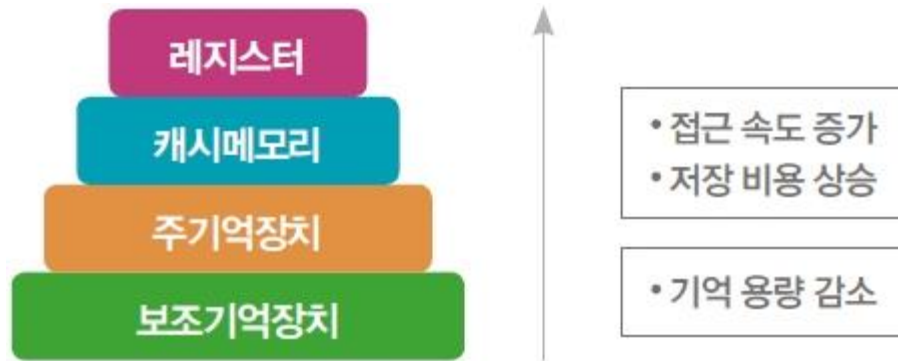 레지스터
캐시메모리
주기억장치
보조기억장치
• 접근 속도 증가
• 저장 비용 상승
• 기억 용량 감소